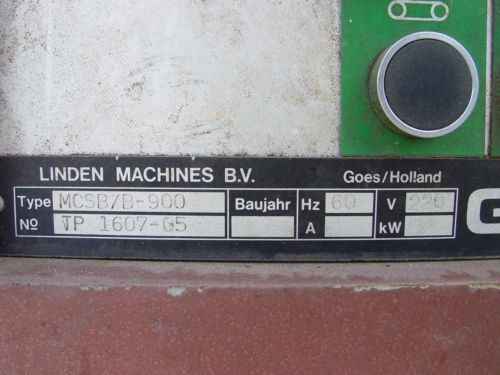 LINDEN MACHINES B.V. Goes/Holland
Type MCSB/B-900 Baujahr Hz 60 V 220
No TP 1607-G5 A kW
G